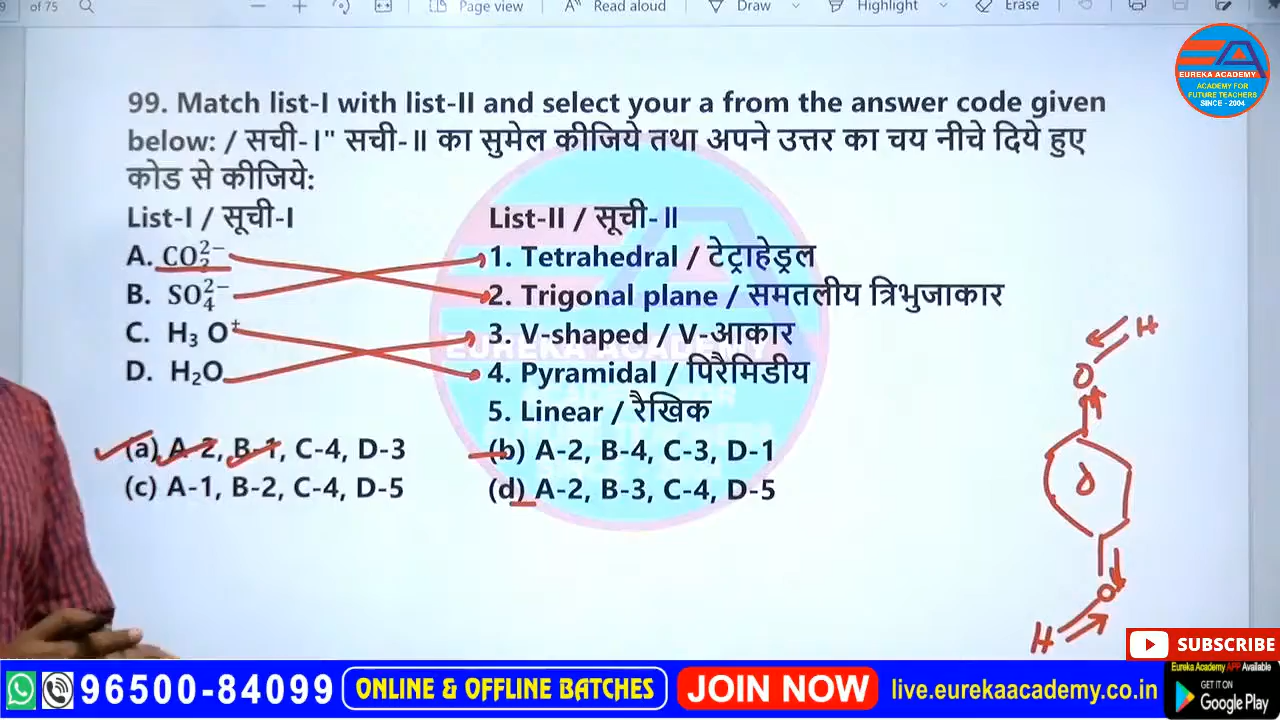 9 of 75 Page view Read aloud Draw Highlight Erase
EUREKA ACADEMY
ACADEMY FOR
FUTURE TEACHERS
SINCE - 2004
99. Match list-I with list-II and select your a from the answer code given
below: / सची-I" सची-II का सुमेल कीजिये तथा अपने उत्तर का चय नीचे दिये हुए
कोड से कीजिये:
List-I / सूची-I List-II / सूची-II
A. CO₃²⁻ 1. Tetrahedral / टेट्राहेड्रल
B. SO₄²⁻ 2. Trigonal plane / समतलीय त्रिभुजाकार
C. H₃ O⁺ 3. V-shaped / V-आकार
D. H₂O 4. Pyramidal / पिरैमिडीय
5. Linear / रैखिक
(a) A-2, B-1, C-4, D-3 (b) A-2, B-4, C-3, D-1
(c) A-1, B-2, C-4, D-5 (d) A-2, B-3, C-4, D-5
EUREKA ACADEMY
H
O
O
H
SUBSCRIBE
96500-84099 ONLINE & OFFLINE BATCHES JOIN NOW live.eurekaacademy.co.in
Eureka Academy APP Available
GET IT ON
Google Play